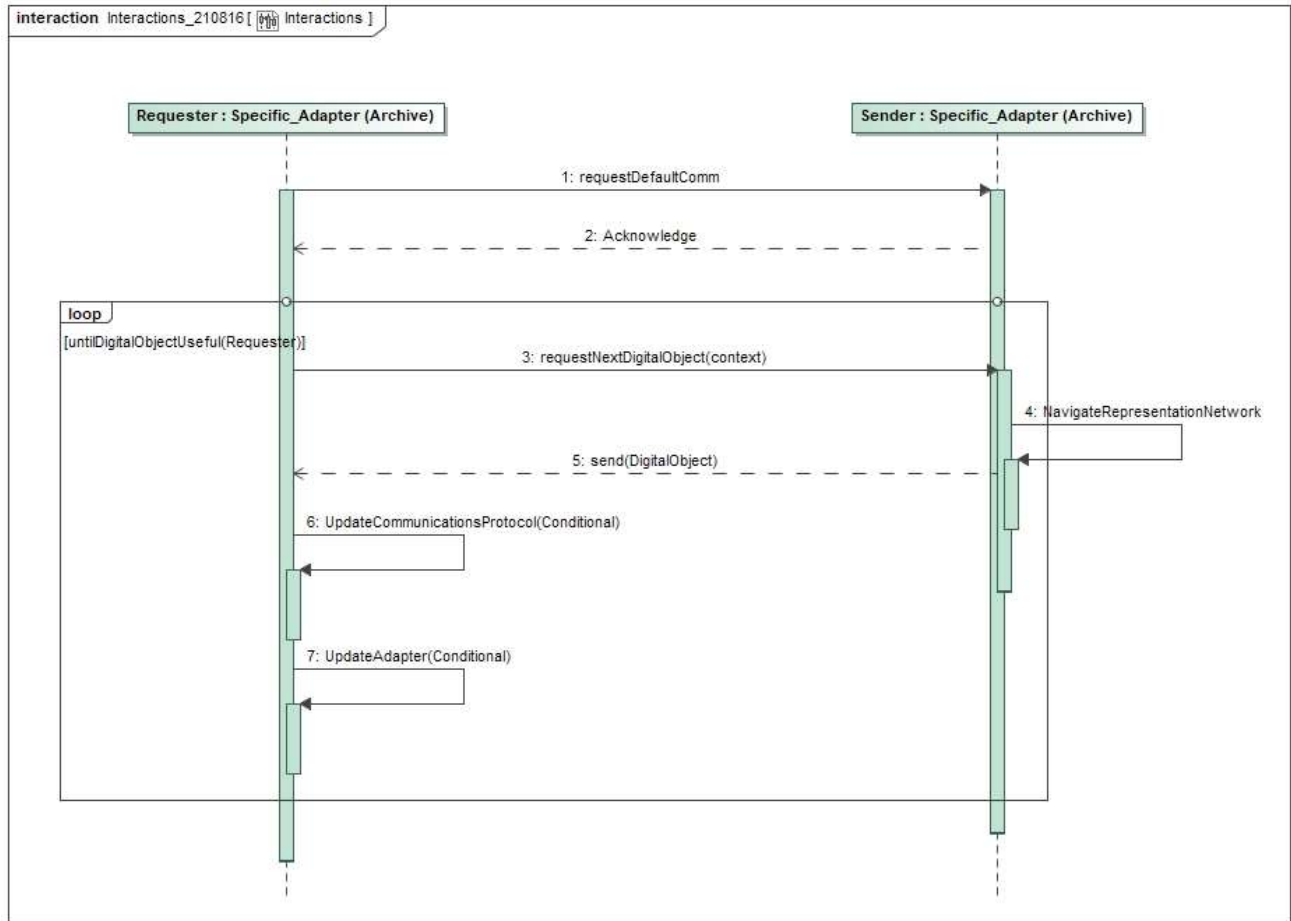 interaction Interactions_210816 [ Interactions ]
Requester : Specific_Adapter (Archive)
Sender : Specific_Adapter (Archive)
1: requestDefaultComm
2: Acknowledge
loop
[untilDigitalObjectUseful(Requester)]
3: requestNextDigitalObject(context)
4: NavigateRepresentationNetwork
5: send(DigitalObject)
6: UpdateCommunicationsProtocol(Conditional)
7: UpdateAdapter(Conditional)